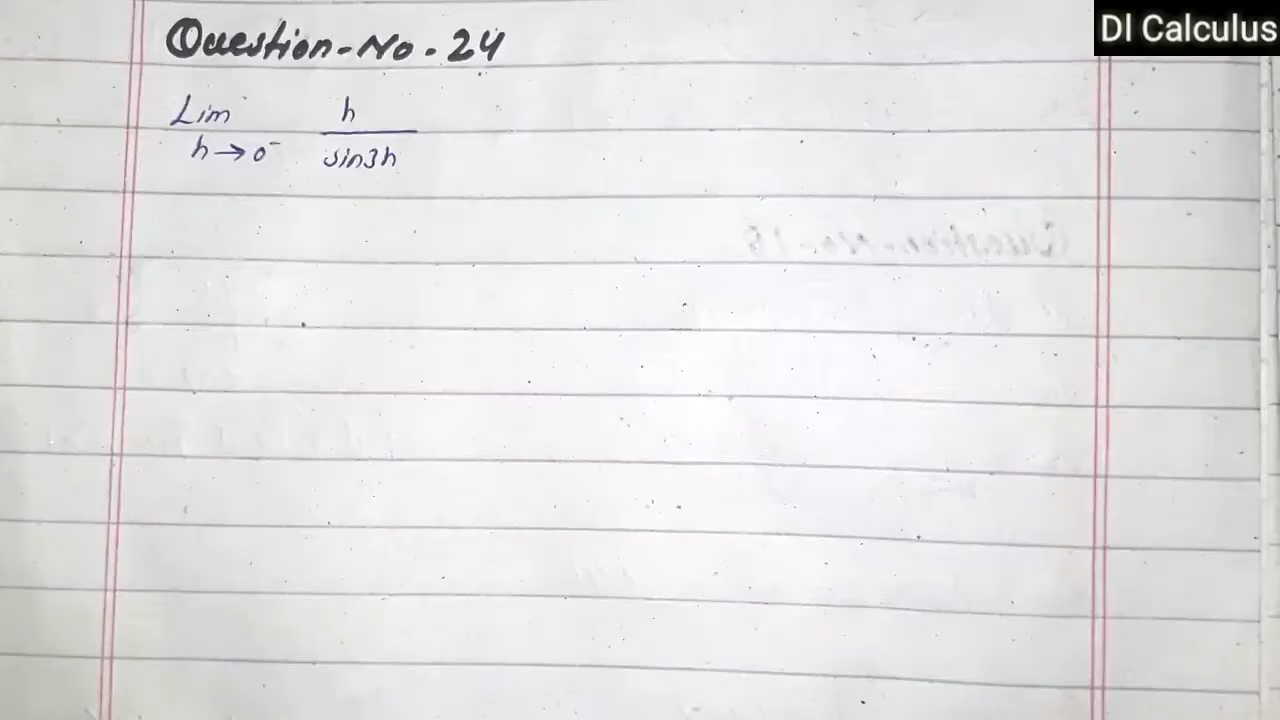 DI Calculus
Question-No. 24
Lim h
h→0⁻ sin3h